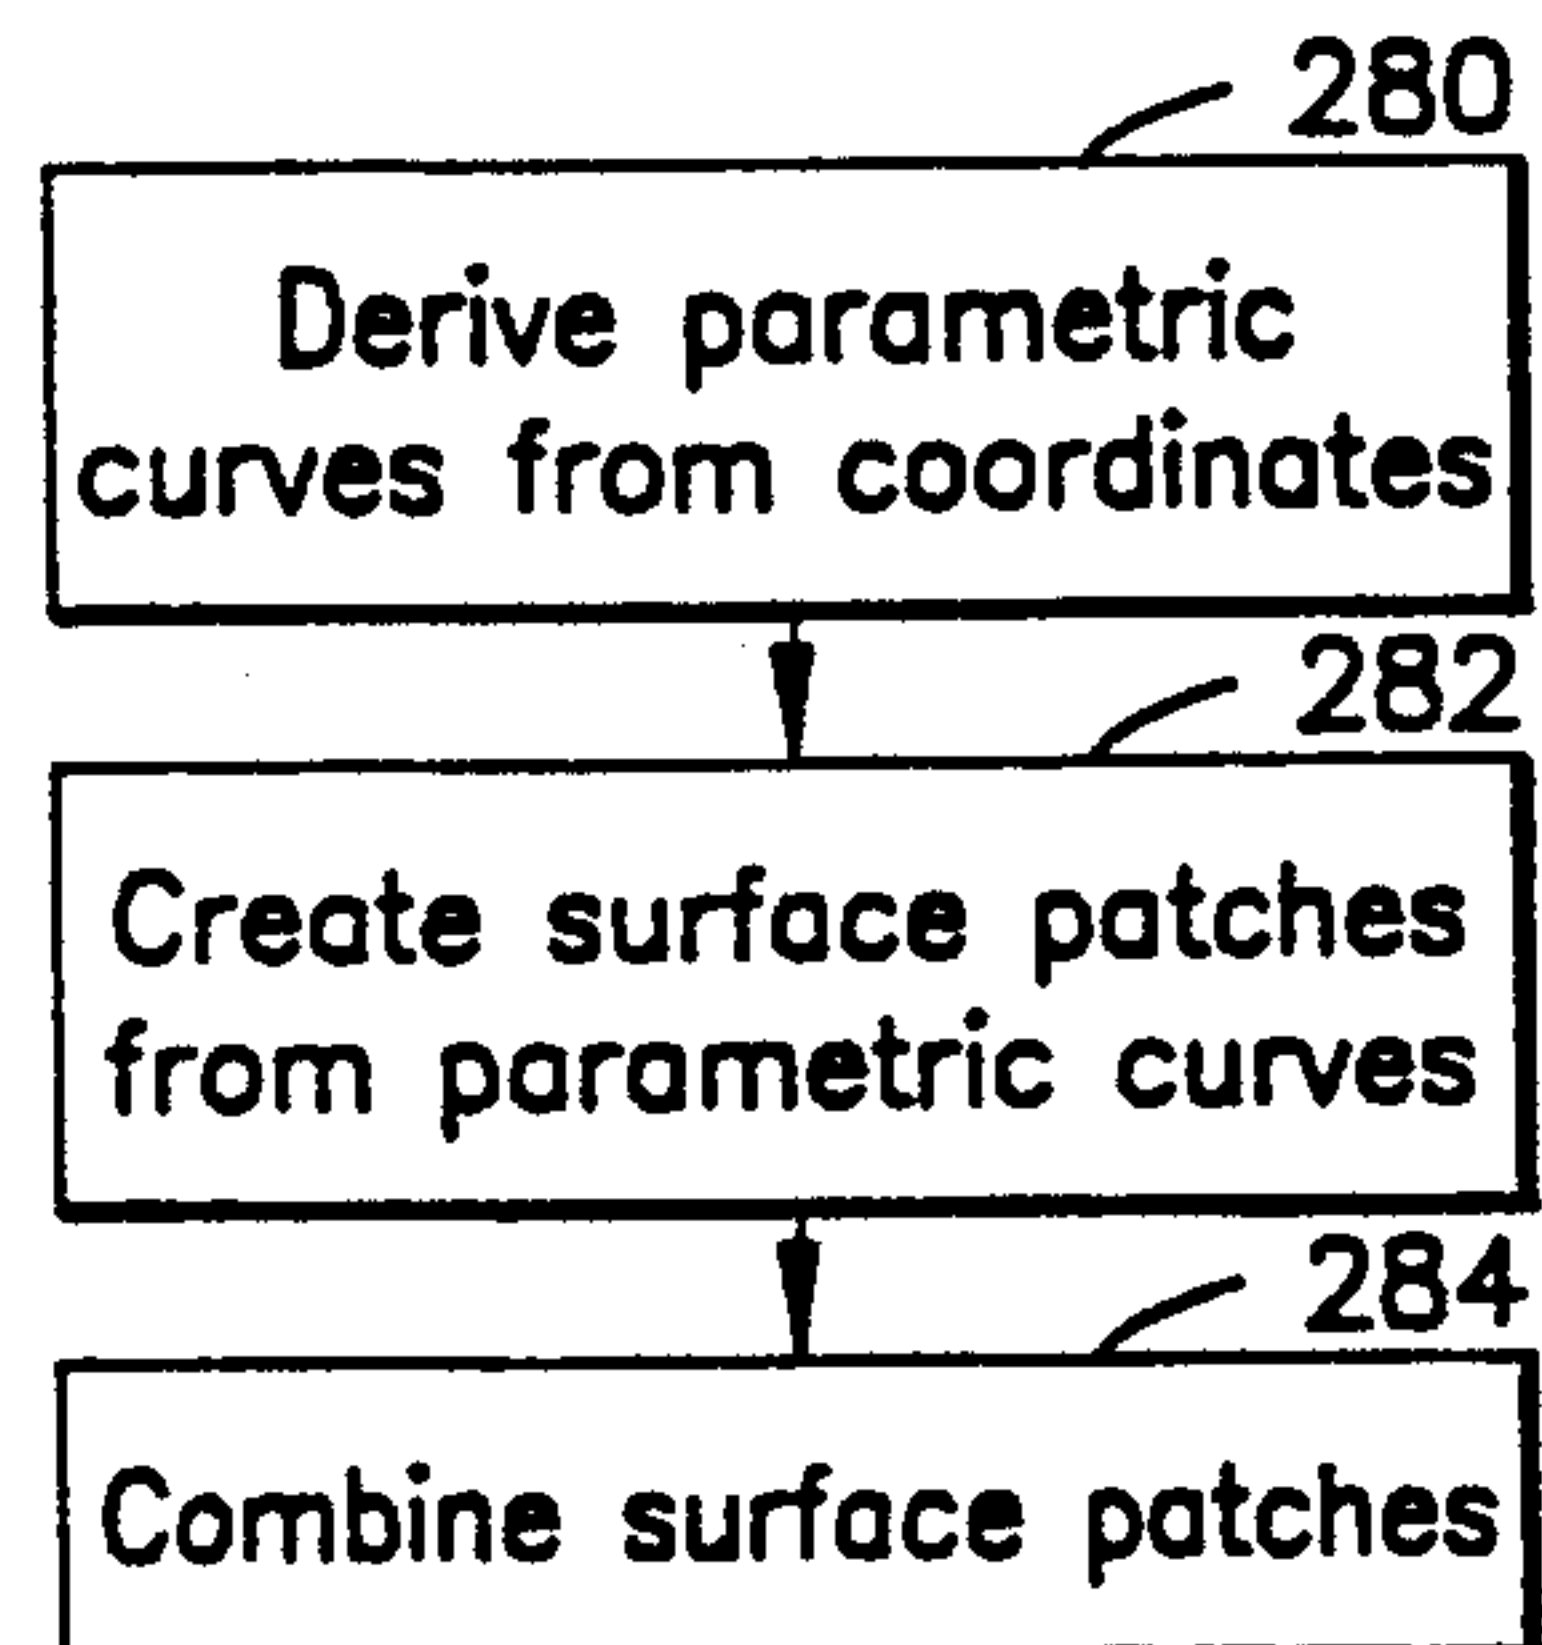 280
Derive parametric
curves from coordinates
282
Create surface patches
from parametric curves
284
Combine surface patches